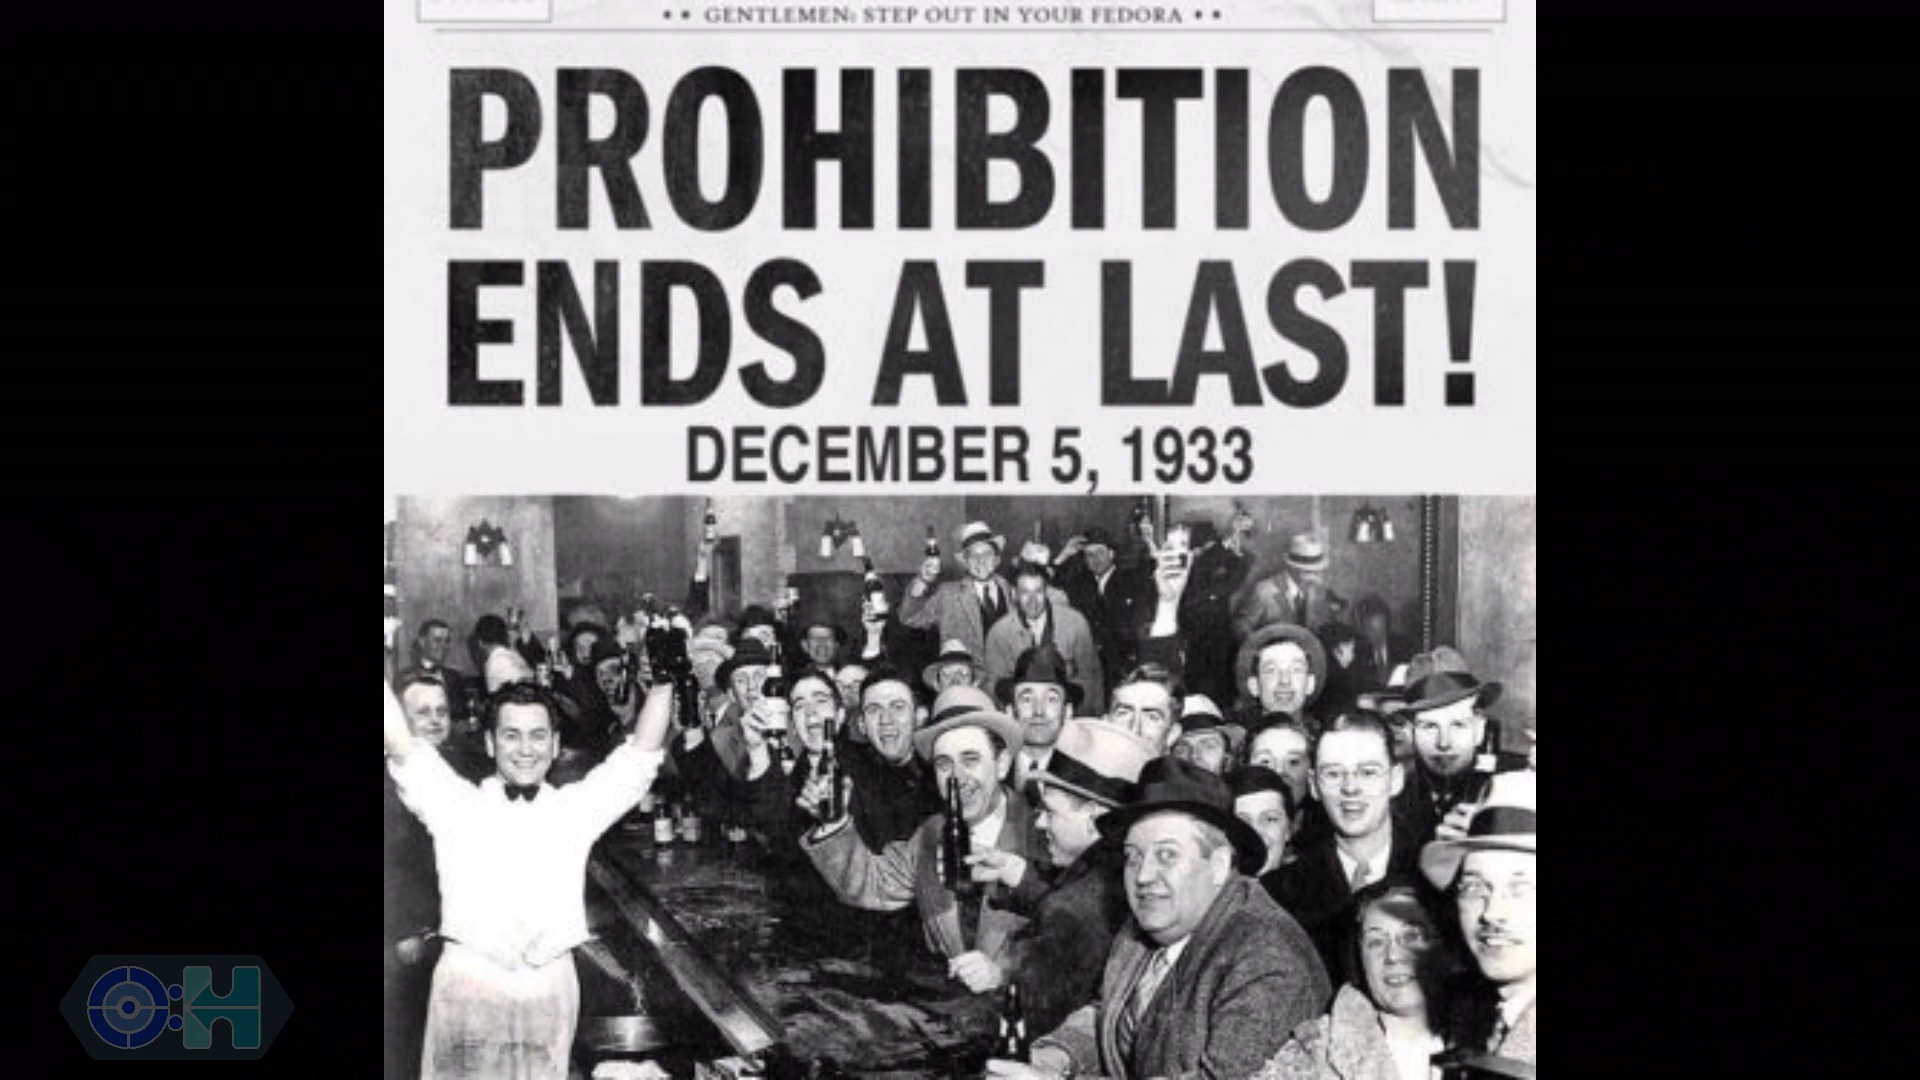 •• GENTLEMEN: STEP OUT IN YOUR FEDORA ••
PROHIBITION
ENDS AT LAST!
DECEMBER 5, 1933
H